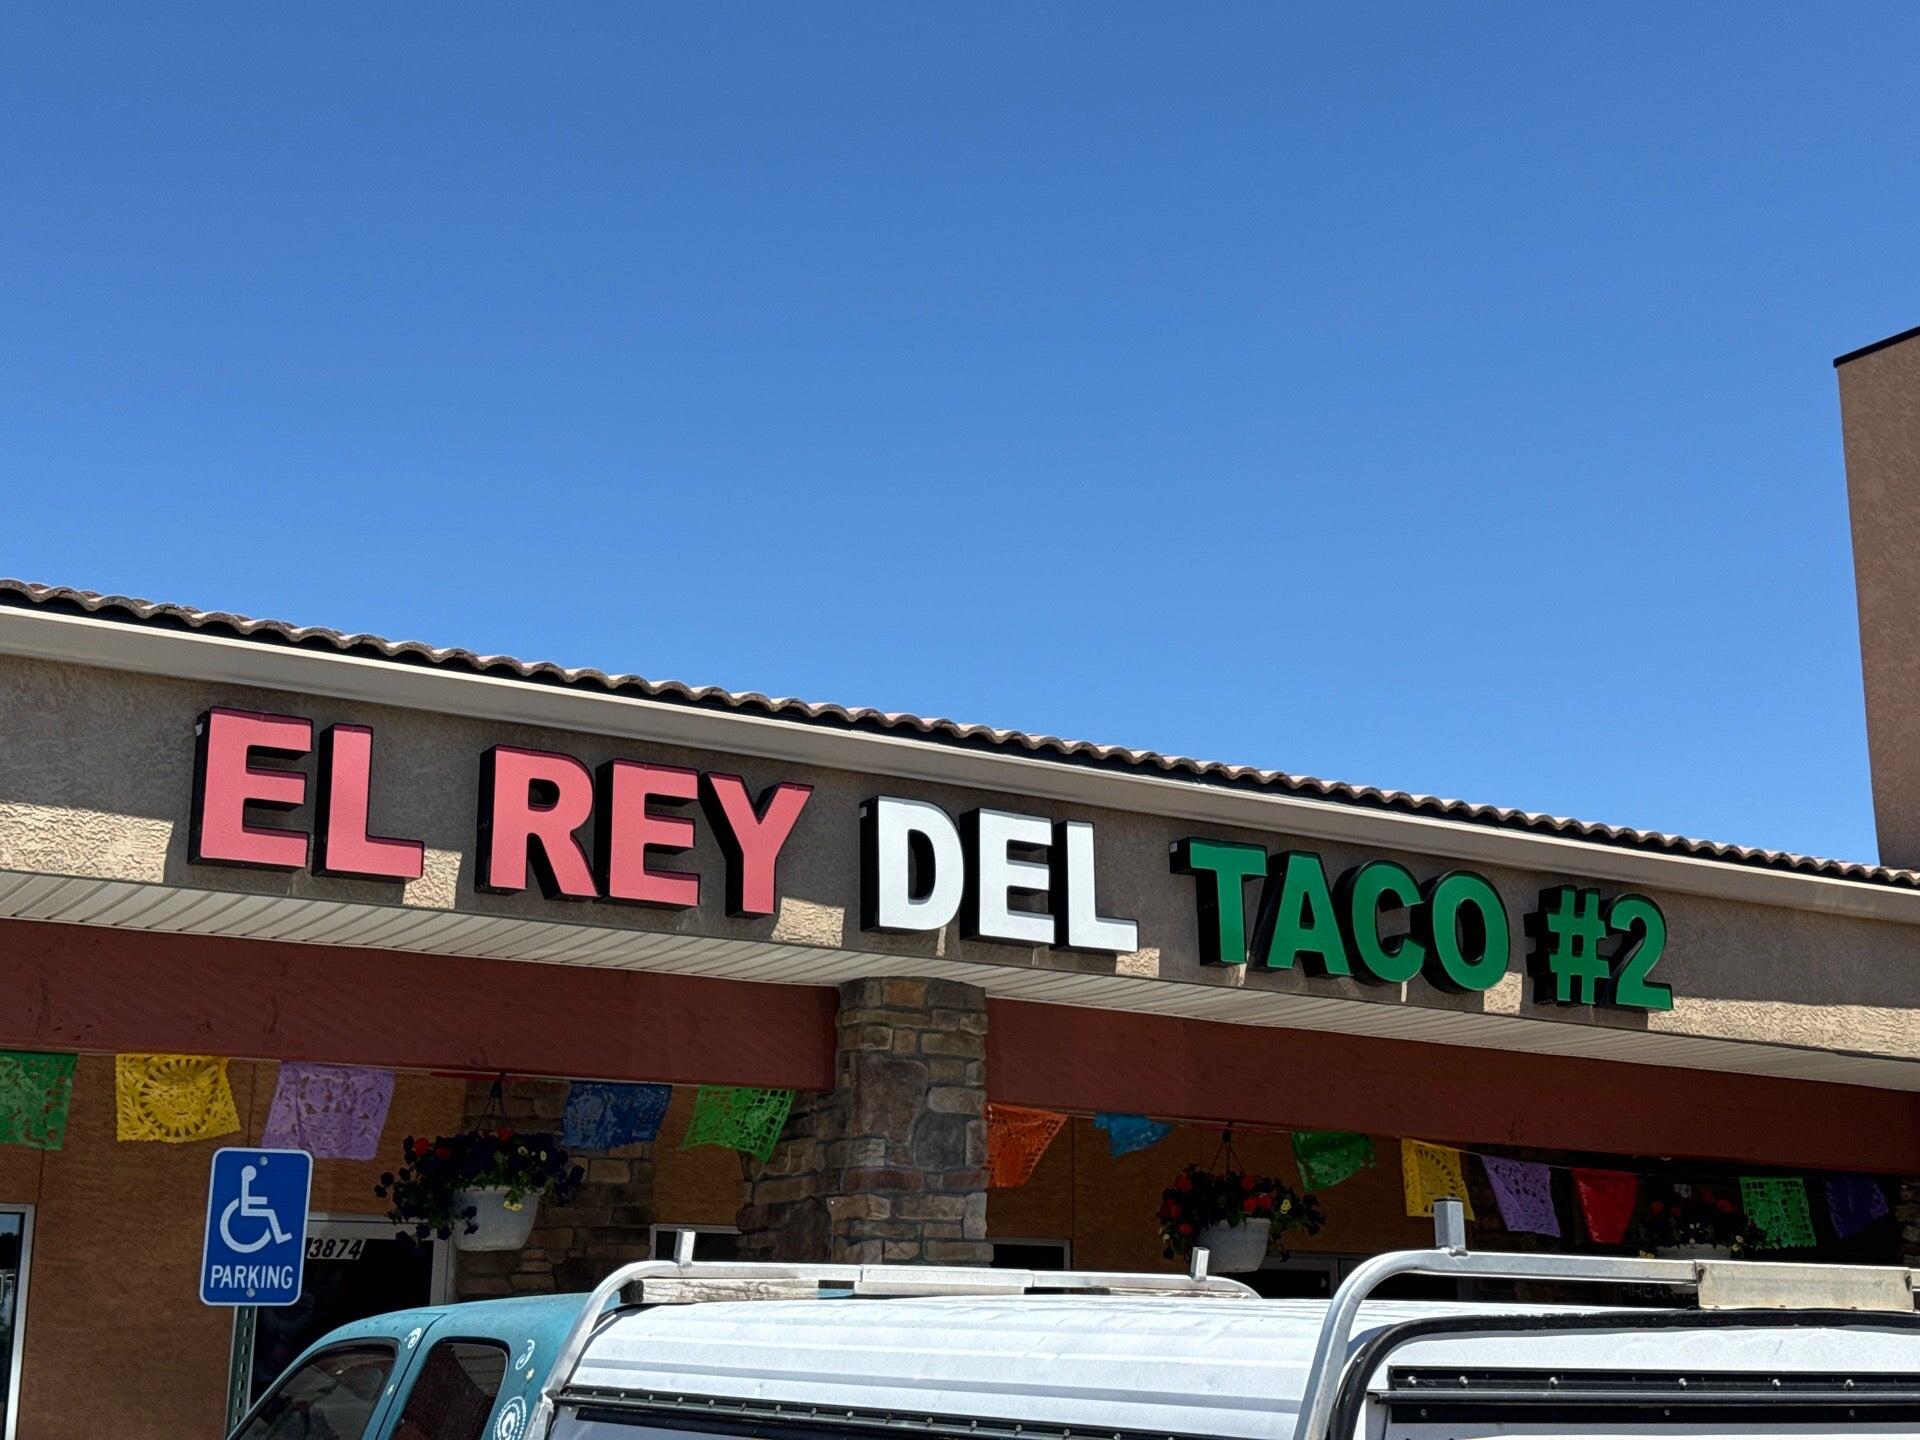 EL REY DEL TACO #2
3874
PARKING